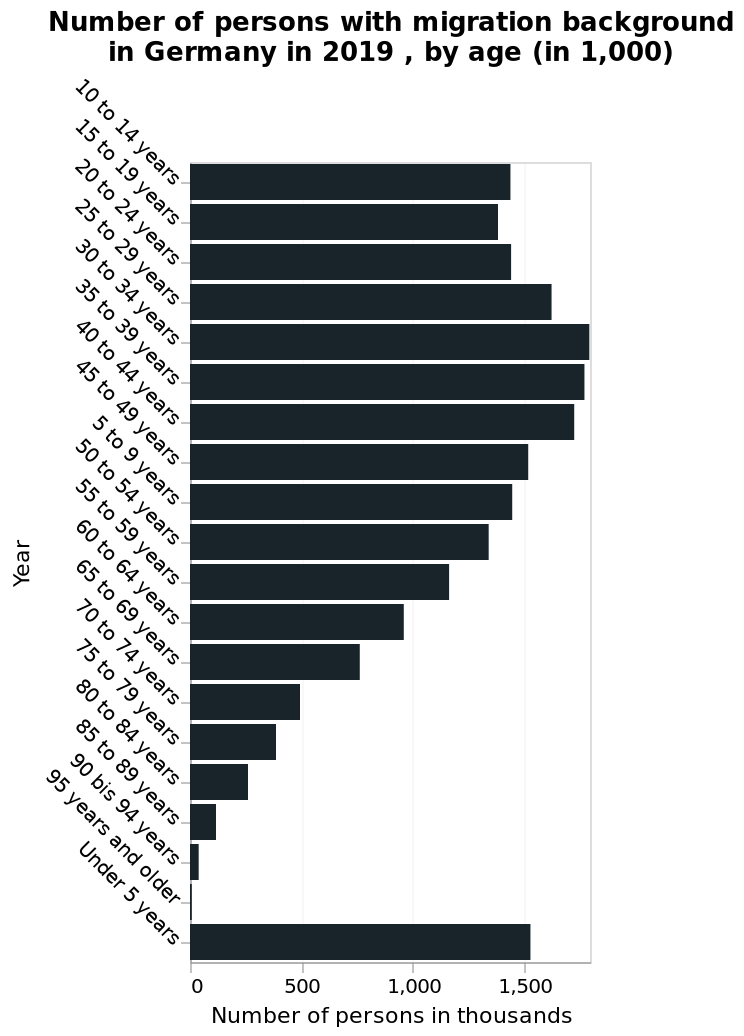 Number of persons with migration background
in Germany in 2019 , by age (in 1,000)
10 to 14 years
15 to 19 years
20 to 24 years
25 to 29 years
30 to 34 years
35 to 39 years
40 to 44 years
45 to 49 years
5 to 9 years
50 to 54 years
55 to 59 years
60 to 64 years
65 to 69 years
70 to 74 years
75 to 79 years
80 to 84 years
85 to 89 years
90 bis 94 years
95 years and older
Under 5 years
Year
0 500 1,000 1,500
Number of persons in thousands